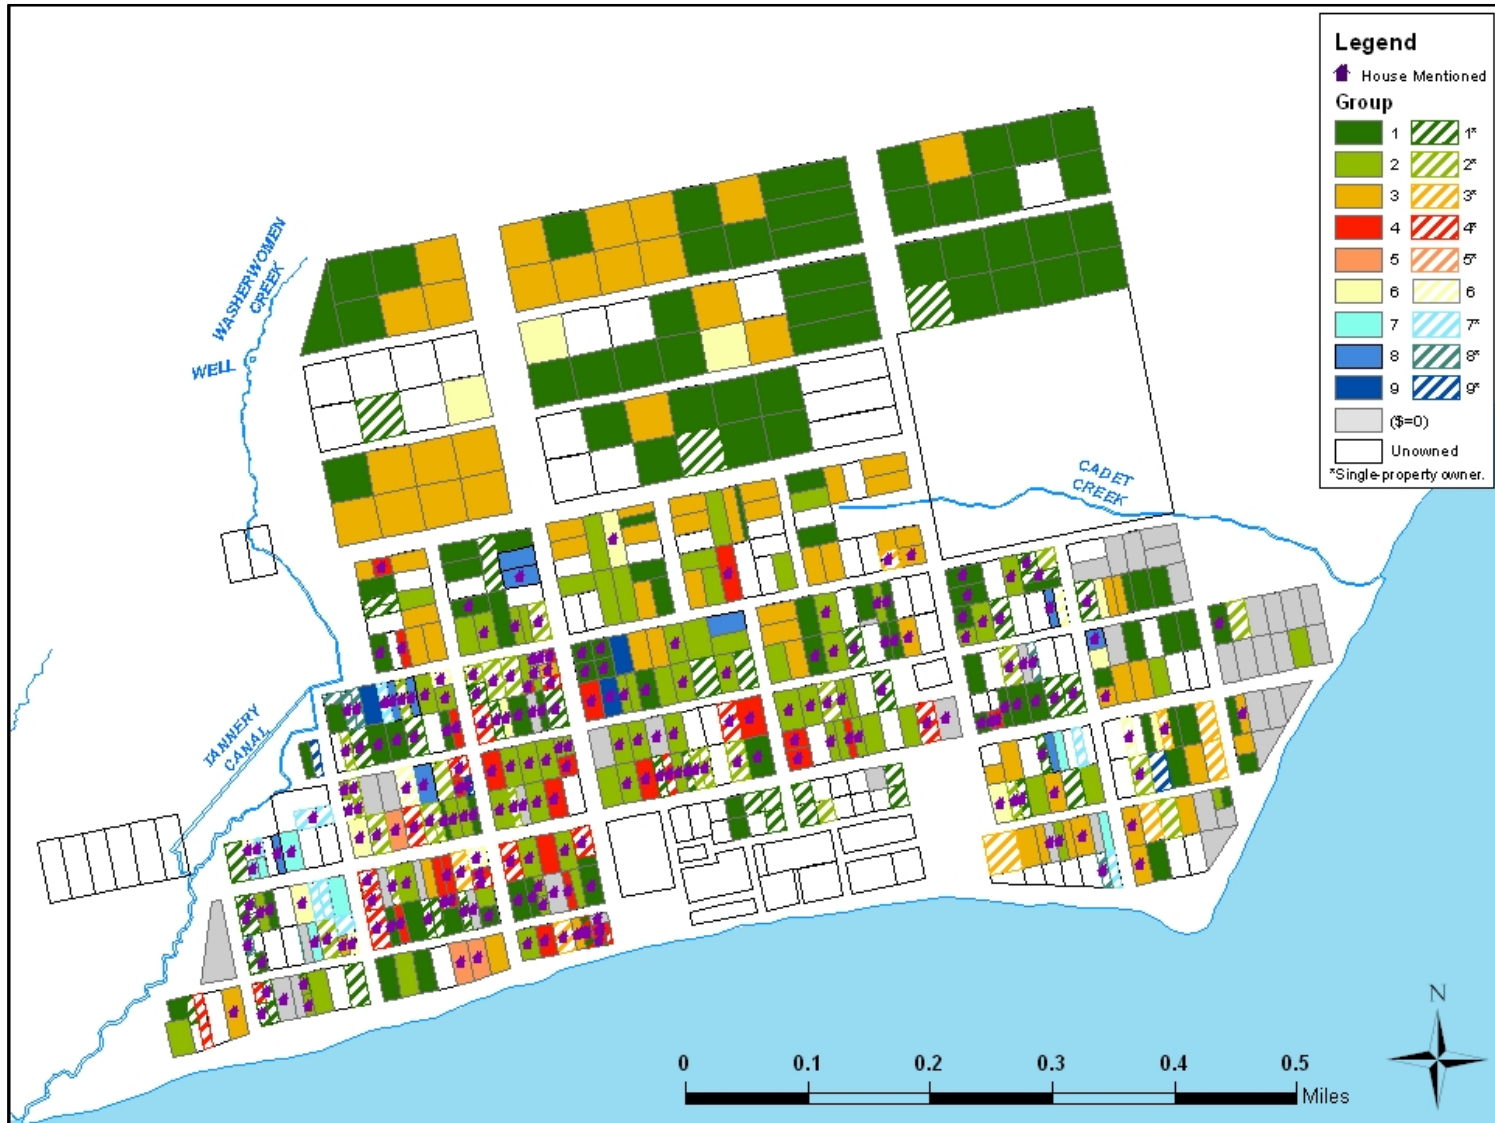 Legend
House Mentioned
Group
1 1*
2 2*
3 3*
4 4*
5 5*
6 6
7 7*
8 8*
9 9*
($=0)
Unowned
*Single-property owner.
WASHERWOMEN
CREEK
WELL
CADET
CREEK
TANNERY
CANAL
N
0 0.1 0.2 0.3 0.4 0.5
Miles